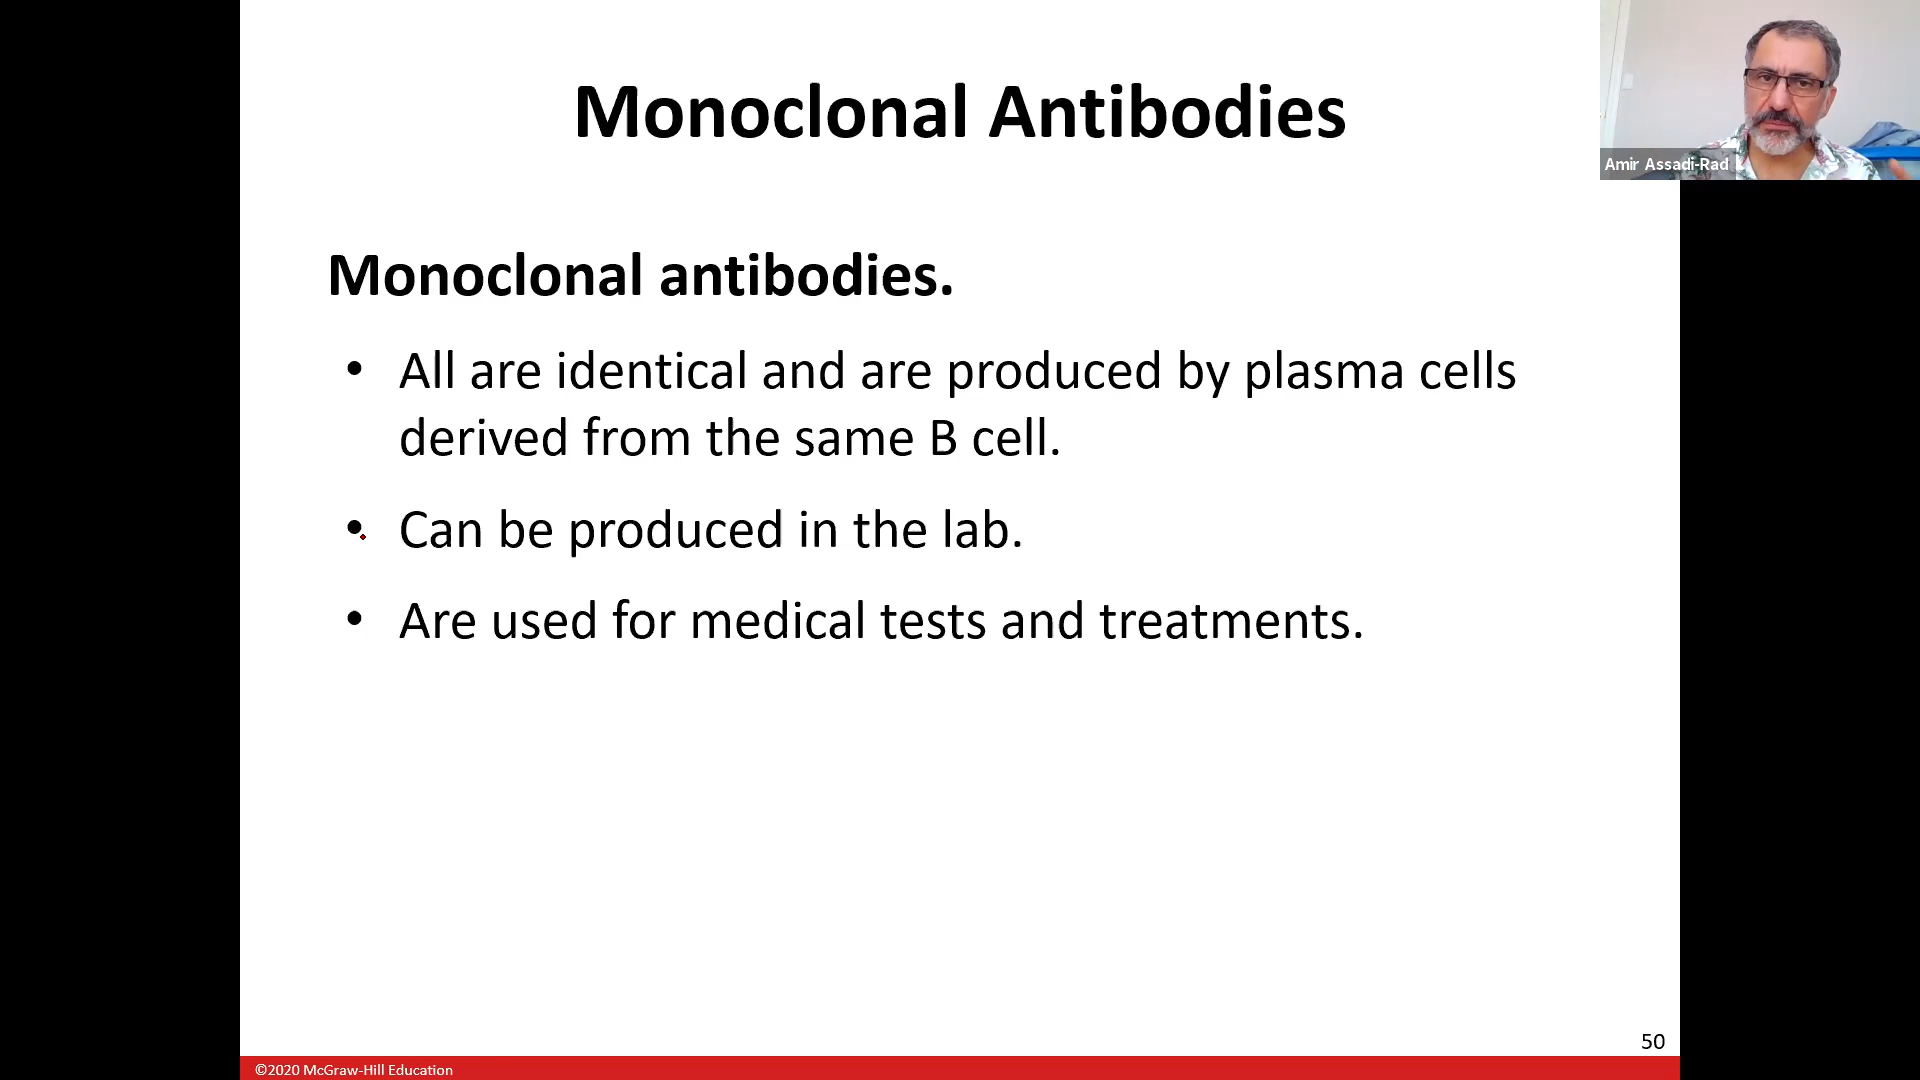 Monoclonal Antibodies
Amir Assadi-Rad
Monoclonal antibodies.
• All are identical and are produced by plasma cells
derived from the same B cell.
• Can be produced in the lab.
• Are used for medical tests and treatments.
50
©2020 McGraw-Hill Education